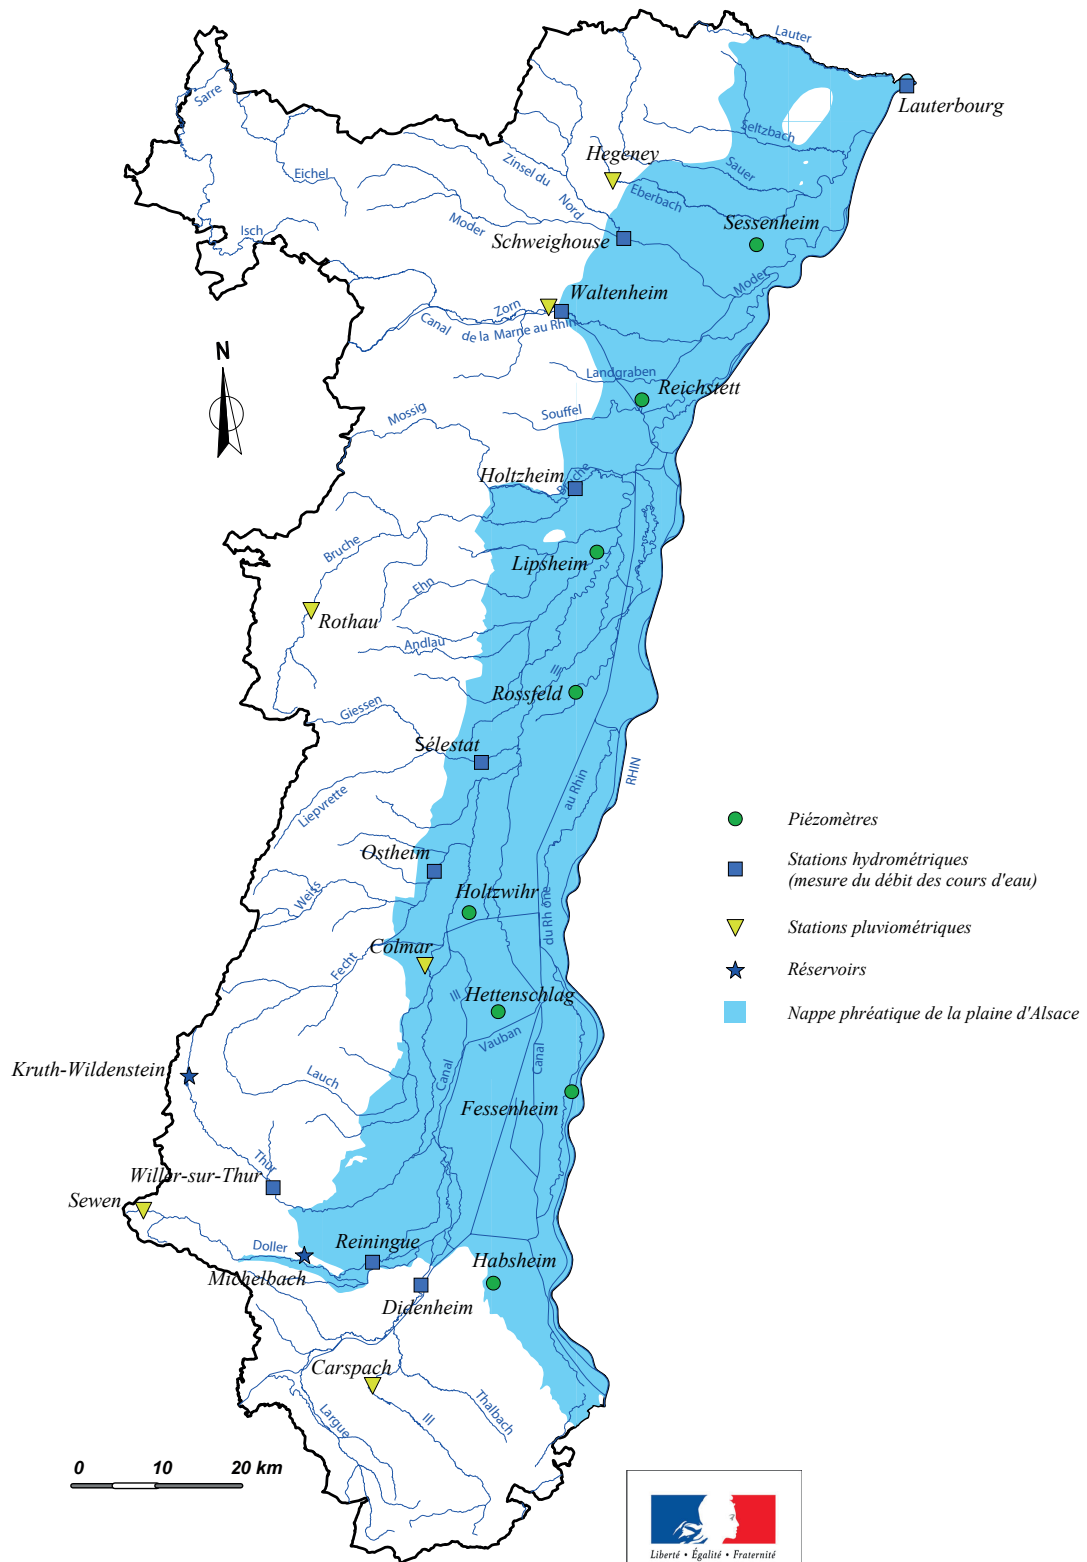 Lauter
Sarre
Lauterbourg
Seltzbach
Hegeney
Zinsel du Nord
Sauer
Eichel
Eberbach
Sessenheim
Moder
Isch
Schweighouse
Moder
Waltenheim
Zorn
Canal de la Marne au Rhin
N
Landgraben
Reichstett
Mossig
Souffel
Holtzheim
Bruche
Bruche
Lipsheim
Ehn
Rothau
Andlau
Ill
Rossfeld
Giessen
Sélestat
RHIN
au Rhin
Liepvrette
Piézomètres
Ostheim
Stations hydrométriques
(mesure du débit des cours d'eau)
Weiss
Holtzwihr
du Rhône
Stations pluviométriques
Colmar
Fecht
Réservoirs
Ill
Hettenschlag
Nappe phréatique de la plaine d'Alsace
Vauban
Canal
Canal
Kruth-Wildenstein
Lauch
Fessenheim
Thur
Willer-sur-Thur
Sewen
Doller
Reiningue
Michelbach
Habsheim
Didenheim
Carspach
Largue
Ill
Thalbach
0 10 20 km
Liberté • Égalité • Fraternité